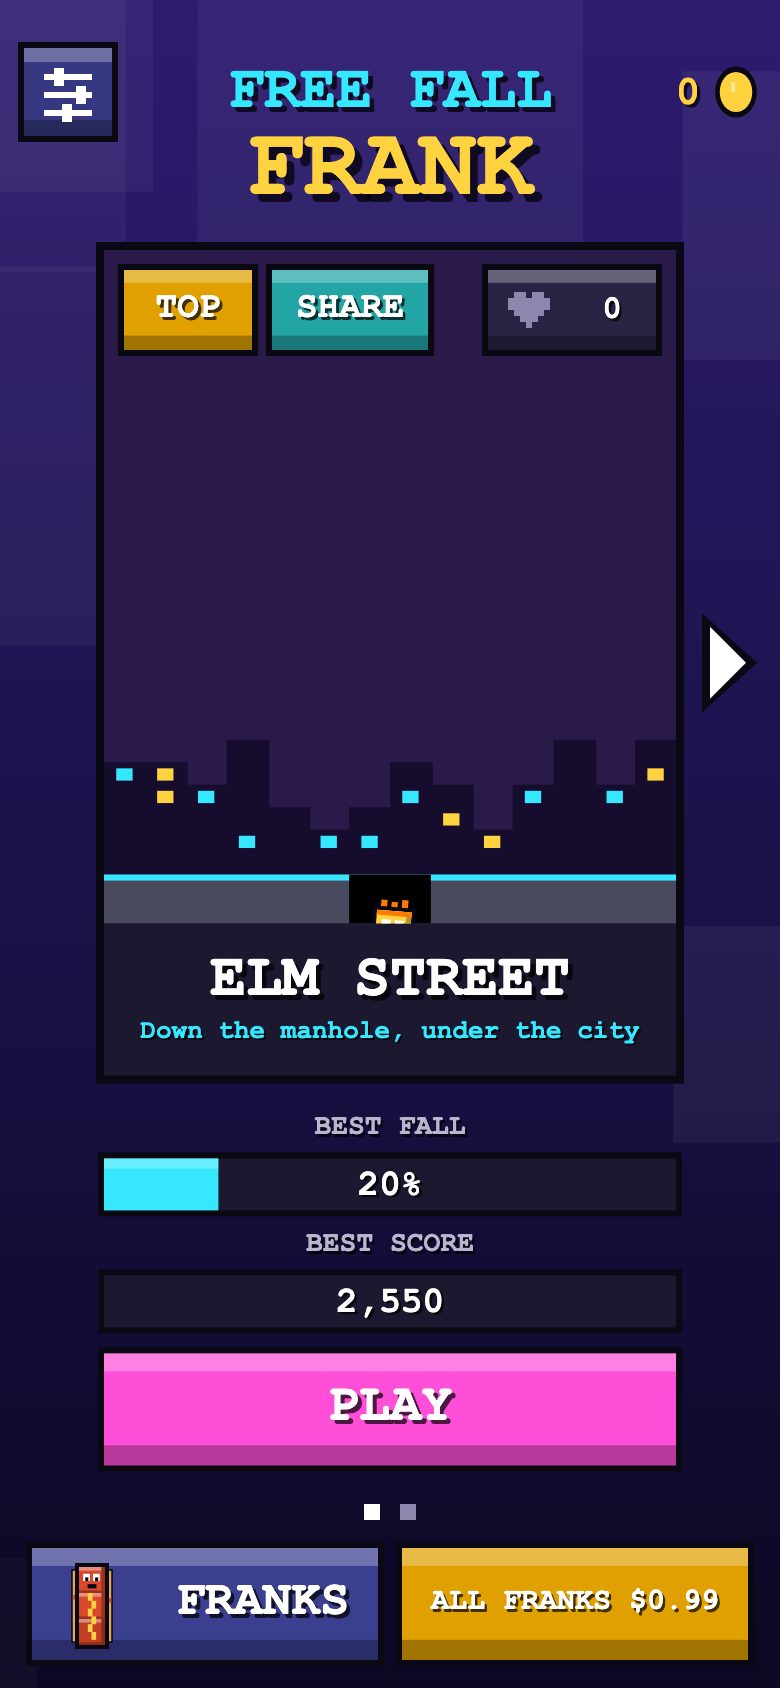 FREE FALL
FRANK
0
TOP
SHARE
0
ELM STREET
Down the manhole, under the city
BEST FALL
20%
BEST SCORE
2,550
PLAY
FRANKS
ALL FRANKS $0.99